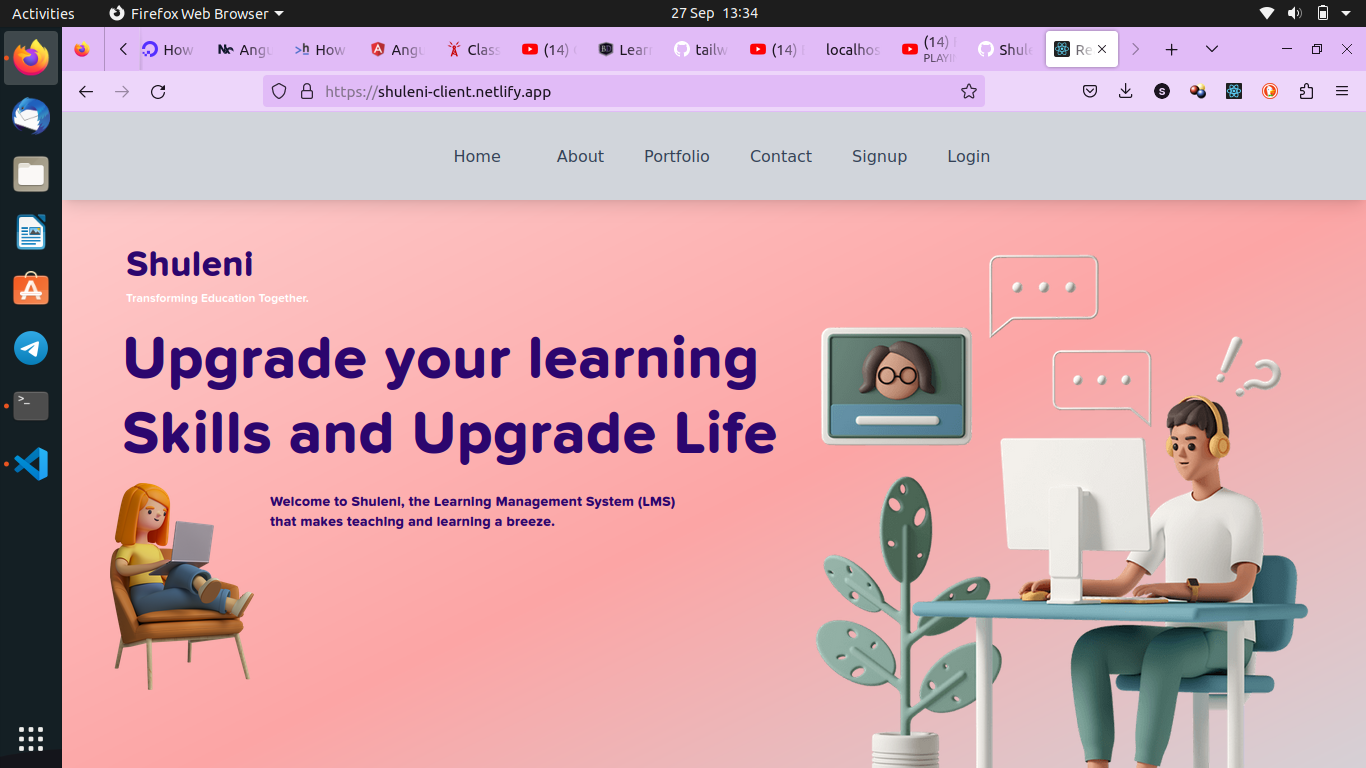 Activities
Firefox Web Browser
27 Sep 13:34
How
Angu
How
Angu
Class
(14)
Learn
tailw
(14)
localhos
(14)
PLAYIN
Shule
Re
https://shuleni-client.netlify.app
S
Home
About
Portfolio
Contact
Signup
Login
Shuleni
Transforming Education Together.
Upgrade your learning
Skills and Upgrade Life
Welcome to Shuleni, the Learning Management System (LMS)
that makes teaching and learning a breeze.